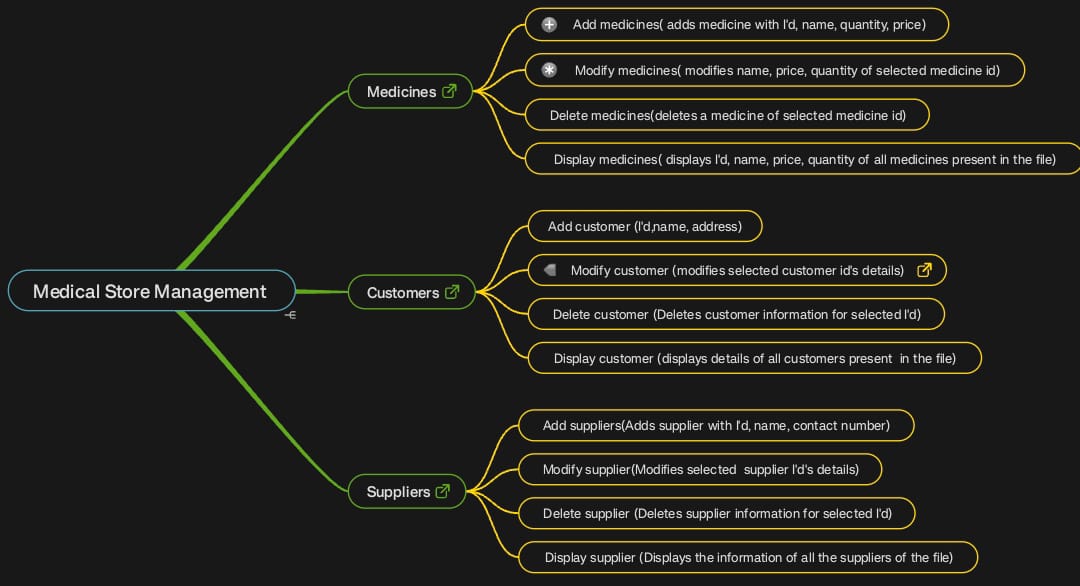 Medical Store Management
Medicines
Add medicines( adds medicine with I'd, name, quantity, price)
Modify medicines( modifies name, price, quantity of selected medicine id)
Delete medicines(deletes a medicine of selected medicine id)
Display medicines( displays I'd, name, price, quantity of all medicines present in the file)
Customers
Add customer (I'd,name, address)
Modify customer (modifies selected customer id's details)
Delete customer (Deletes customer information for selected I'd)
Display customer (displays details of all customers present  in the file)
Suppliers
Add suppliers(Adds supplier with I'd, name, contact number)
Modify supplier(Modifies selected  supplier I'd's details)
Delete supplier (Deletes supplier information for selected I'd)
Display supplier (Displays the information of all the suppliers of the file)